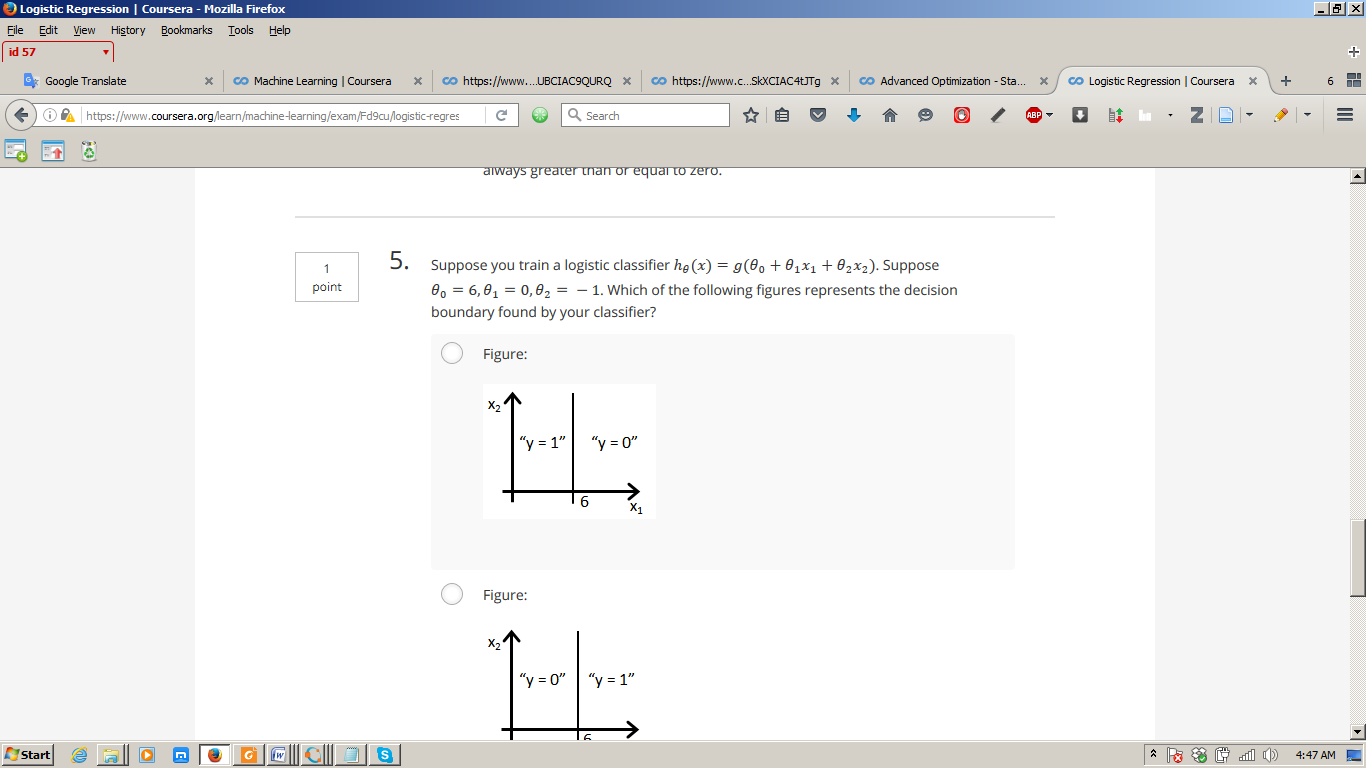 Logistic Regression | Coursera - Mozilla Firefox
File Edit View History Bookmarks Tools Help
id 57
Google Translate
Machine Learning | Coursera
https://www.…UBCIAC9QURQ
https://www.c…SkXCIAC4tJTg
Advanced Optimization - Sta…
Logistic Regression | Coursera
6
https://www.coursera.org/learn/machine-learning/exam/Fd9cu/logistic-regres
Search
ABP
always greater than or equal to zero.
1
point
5.
Suppose you train a logistic classifier hθ(x) = g(θ0 + θ1x1 + θ2x2). Suppose
θ0 = 6, θ1 = 0, θ2 = − 1. Which of the following figures represents the decision
boundary found by your classifier?
Figure:
x2
“y = 1” “y = 0”
6
x1
Figure:
x2
“y = 0” “y = 1”
6
Start
4:47 AM